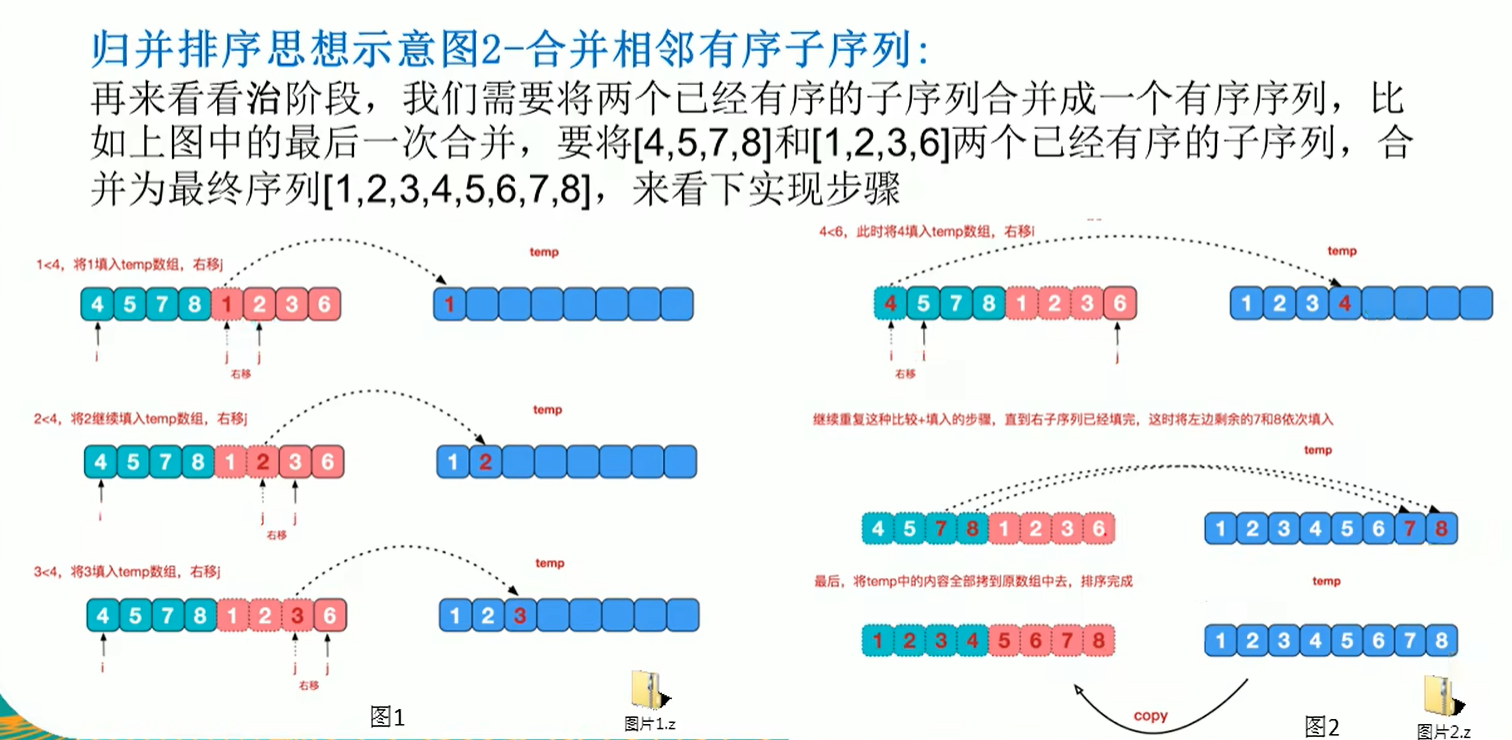 归并排序思想示意图2-合并相邻有序子序列:
再来看看治阶段，我们需要将两个已经有序的子序列合并成一个有序序列，比
如上图中的最后一次合并，要将[4,5,7,8]和[1,2,3,6]两个已经有序的子序列，合
并为最终序列[1,2,3,4,5,6,7,8]，来看下实现步骤
1<4，将1填入temp数组，右移j
temp
4 5 7 8 1 2 3 6
1
i j j
右移
2<4，将2继续填入temp数组，右移j
temp
4 5 7 8 1 2 3 6
1 2
i j j
右移
3<4，将3填入temp数组，右移j
temp
4 5 7 8 1 2 3 6
1 2 3
i j j
右移
图1
图片1.z
4<6，此时将4填入temp数组，右移i
temp
4 5 7 8 1 2 3 6
1 2 3 4
i i j
右移
继续重复这种比较+填入的步骤，直到右子序列已经填完，这时将左边剩余的7和8依次填入
temp
4 5 7 8 1 2 3 6
1 2 3 4 5 6 7 8
最后，将temp中的内容全部拷到原数组中去，排序完成
temp
1 2 3 4 5 6 7 8
1 2 3 4 5 6 7 8
copy
图2
图片2.z